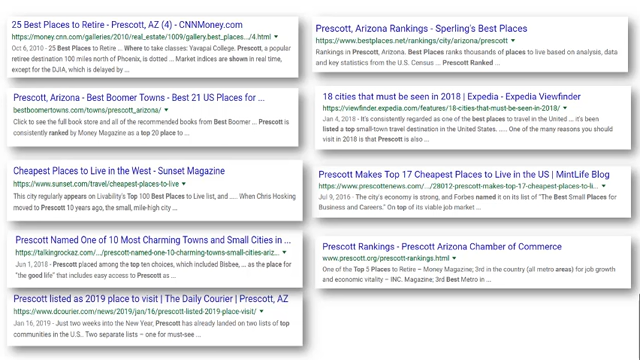 25 Best Places to Retire - Prescott, AZ (4) - CNNMoney.com
https://money.cnn.com/galleries/2010/real_estate/1009/gallery.best_places.../4.html
Oct 6, 2010 - 25 Best Places to Retire ... Where to take classes: Yavapai College. Prescott, a popular
retiree destination 100 miles north of Phoenix, is dotted ... Market indices are shown in real time,
except for the DJIA, which is delayed by ...
Prescott, Arizona - Best Boomer Towns - Best 21 US Places for ...
bestboomertowns.com/towns/prescott_arizona/
Click to see the full book store and all of the recommended books from Best Boomer ... Prescott is
consistently ranked by Money Magazine as a top 20 place to ...
Cheapest Places to Live in the West - Sunset Magazine
https://www.sunset.com/travel/cheapest-places-to-live
This city regularly appears on Livability's Top 100 Best Places to Live list, and ..... When Chris Hosking
moved to Prescott 10 years ago, the small, mile-high city ...
Prescott Named One of 10 Most Charming Towns and Small Cities in ...
https://talkingrockaz.com/.../prescott-named-one-10-charming-towns-small-cities-ariz...
Jun 1, 2018 - Prescott placed among the top ten choices, which included Bisbee, ... as the place for
"the good life" that includes easy access to Prescott as ...
Prescott listed as 2019 place to visit | The Daily Courier | Prescott, AZ
https://www.dcourier.com/news/2019/jan/16/prescott-listed-2019-place-visit/
Jan 16, 2019 - Just two weeks into the New Year, Prescott has already landed on two lists of top
communities in the U.S.. Two separate lists – one for must-see ...
Prescott, Arizona Rankings - Sperling's Best Places
https://www.bestplaces.net/rankings/city/arizona/prescott
Rankings in Prescott, Arizona. Best Places ranks thousands of places to live based on analysis, data
and key statistics from the U.S. Census ... Prescott Ranked ...
18 cities that must be seen in 2018 | Expedia - Expedia Viewfinder
https://viewfinder.expedia.com/features/18-cities-that-must-be-seen-in-2018/
Jan 4, 2018 - It's consistently regarded as one of the best places to travel in the United ... it's been
listed a top small-town travel destination in the United States. ..... One of the many reasons you should
visit in 2018 is that Prescott is also ...
Prescott Makes Top 17 Cheapest Places to Live in the US | MintLife Blog
https://www.prescottenews.com/.../28012-prescott-makes-top-17-cheapest-places-to-li...
Jul 9, 2016 - The city's economy is strong, and Forbes named it on its list of "The Best Small Places for
Business and Careers." On top of its viable job market ...
Prescott Rankings - Prescott Arizona Chamber of Commerce
https://www.prescott.org/prescott-rankings.html
One of the Top 5 Places to Retire – Money Magazine; 3rd in the country (all metro areas) for job growth
and economic vitality – INC. Magazine; 3rd Best Metro in ...